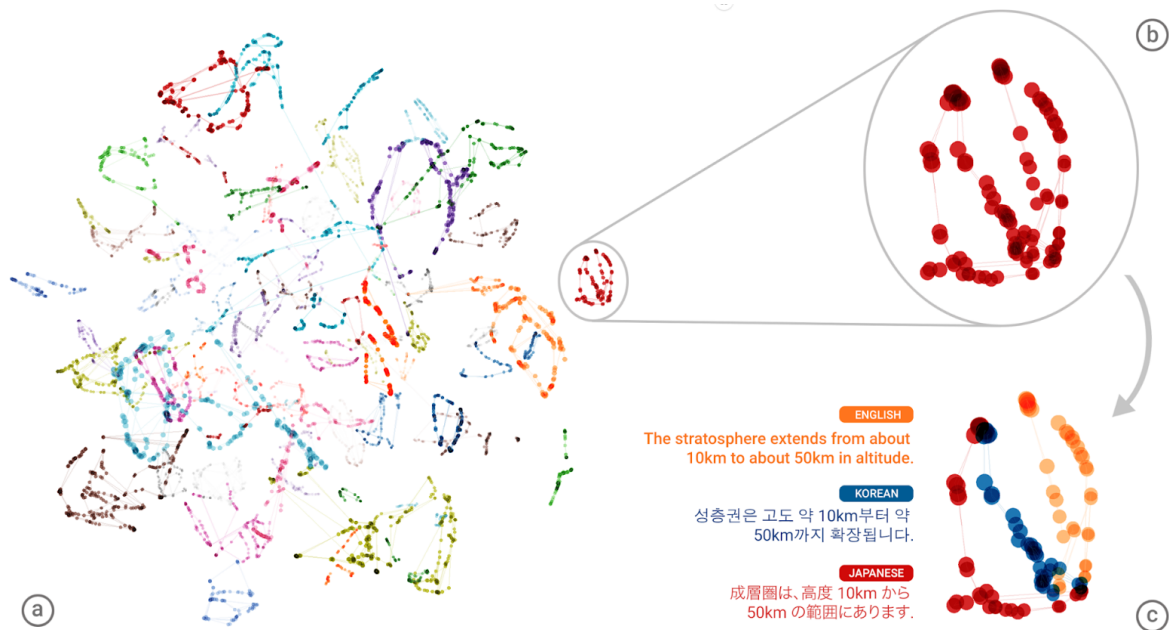 b
ENGLISH
The stratosphere extends from about
10km to about 50km in altitude.
KOREAN
성층권은 고도 약 10km부터 약
50km까지 확장됩니다.
JAPANESE
成層圏は、高度 10km から
50km の範囲にあります。
a
c